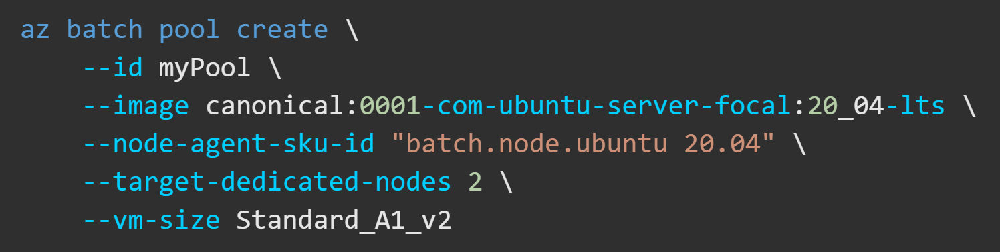 az batch pool create \
    --id myPool \
    --image canonical:0001-com-ubuntu-server-focal:20_04-lts \
    --node-agent-sku-id "batch.node.ubuntu 20.04" \
    --target-dedicated-nodes 2 \
    --vm-size Standard_A1_v2